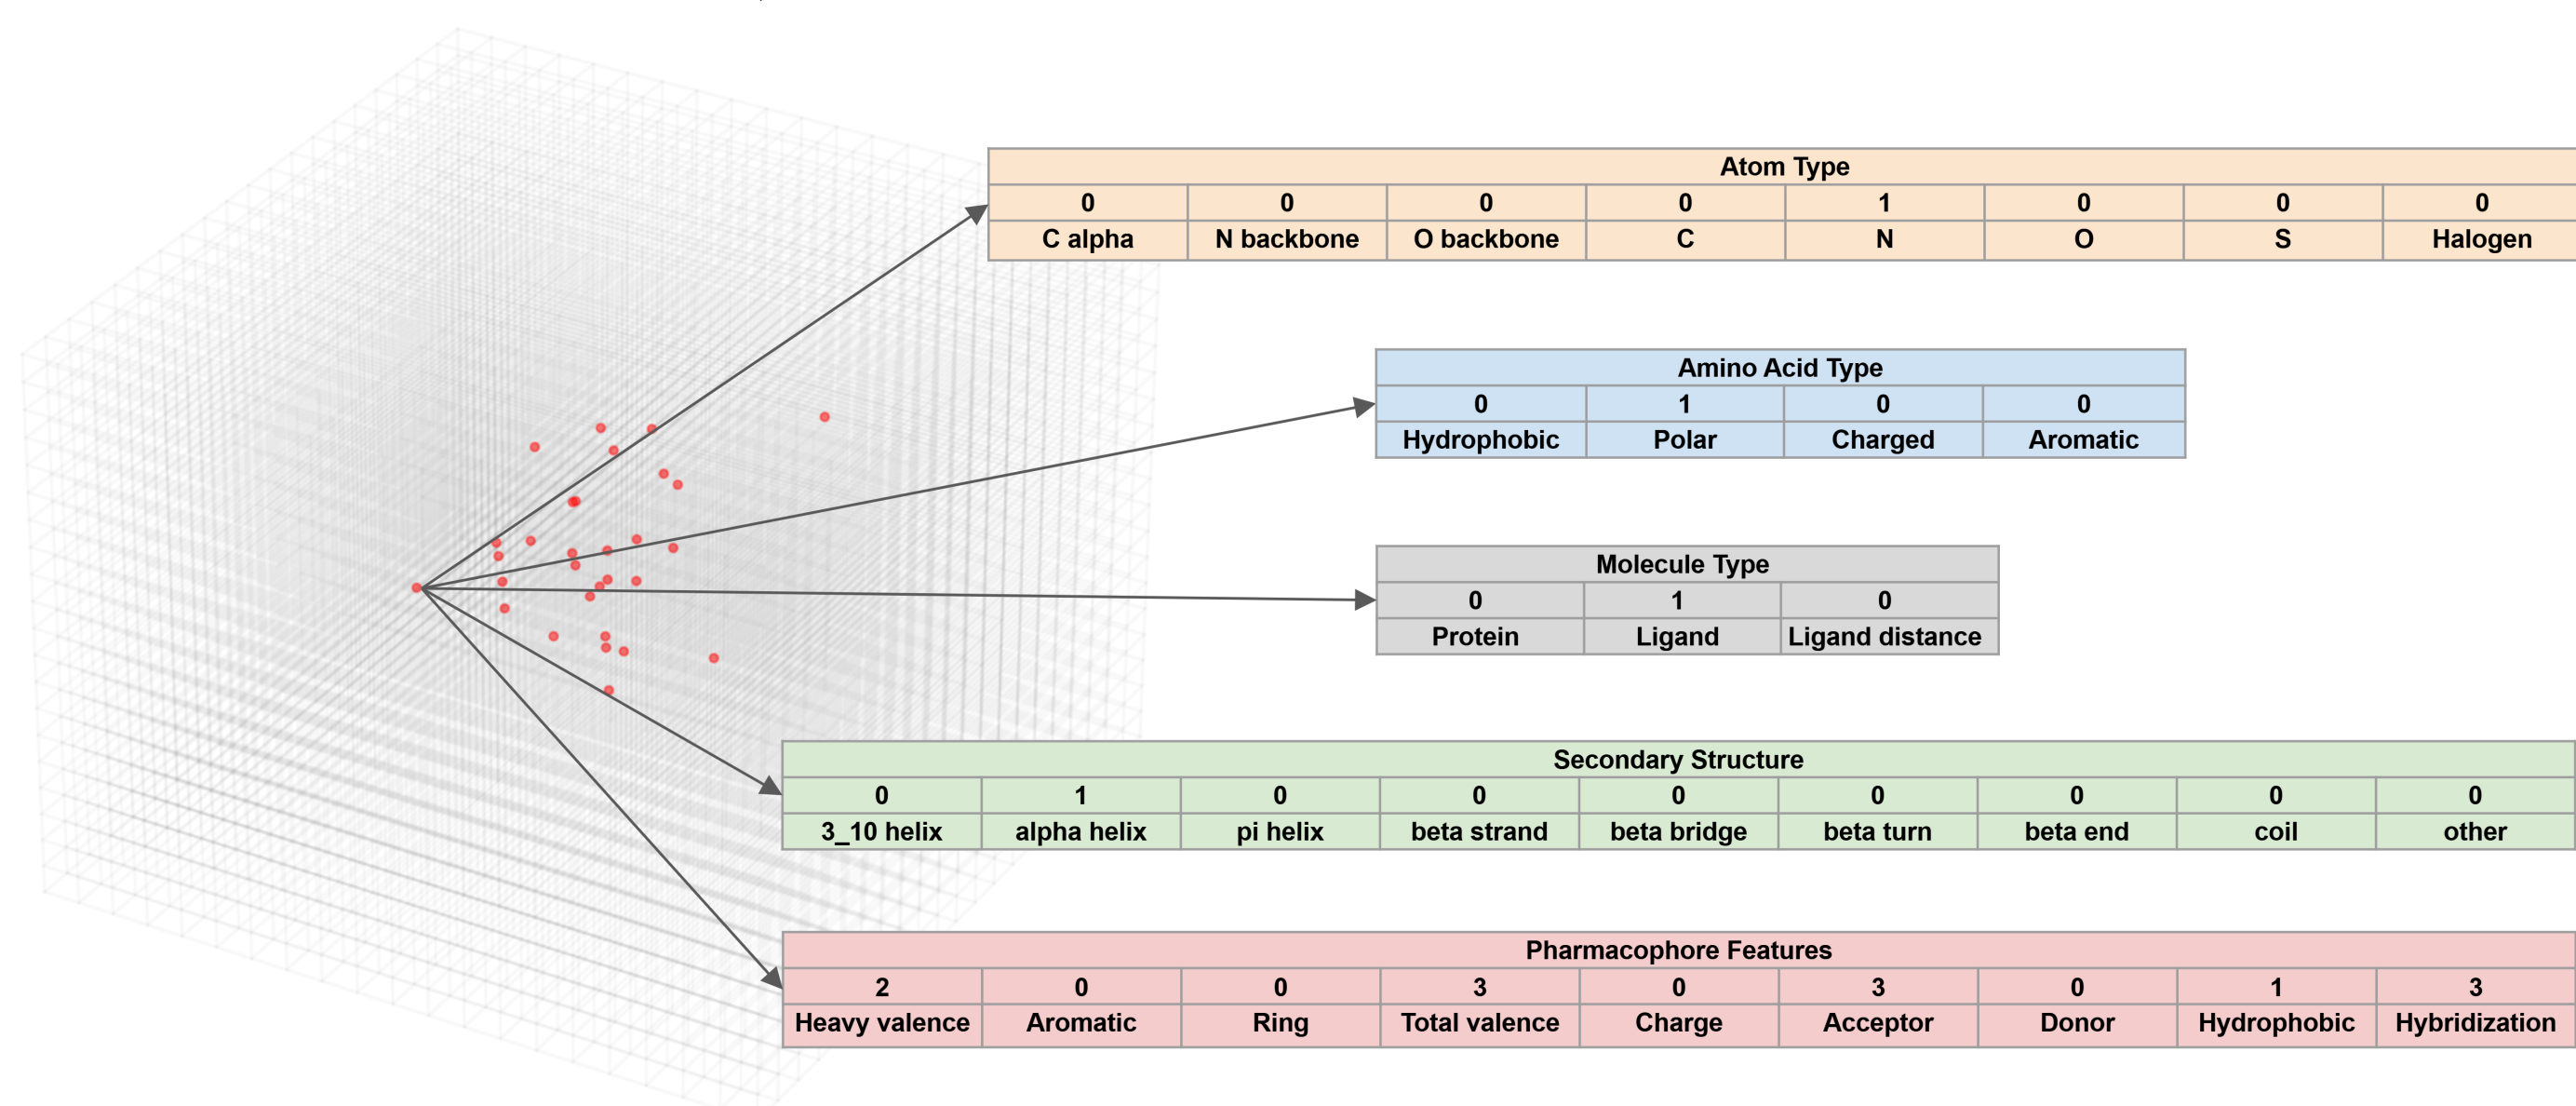 Atom Type
0 0 0 0 1 0 0 0
C alpha N backbone O backbone C N O S Halogen
Amino Acid Type
0 1 0 0
Hydrophobic Polar Charged Aromatic
Molecule Type
0 1 0
Protein Ligand Ligand distance
Secondary Structure
0 1 0 0 0 0 0 0 0
3_10 helix alpha helix pi helix beta strand beta bridge beta turn beta end coil other
Pharmacophore Features
2 0 0 3 0 3 0 1 3
Heavy valence Aromatic Ring Total valence Charge Acceptor Donor Hydrophobic Hybridization